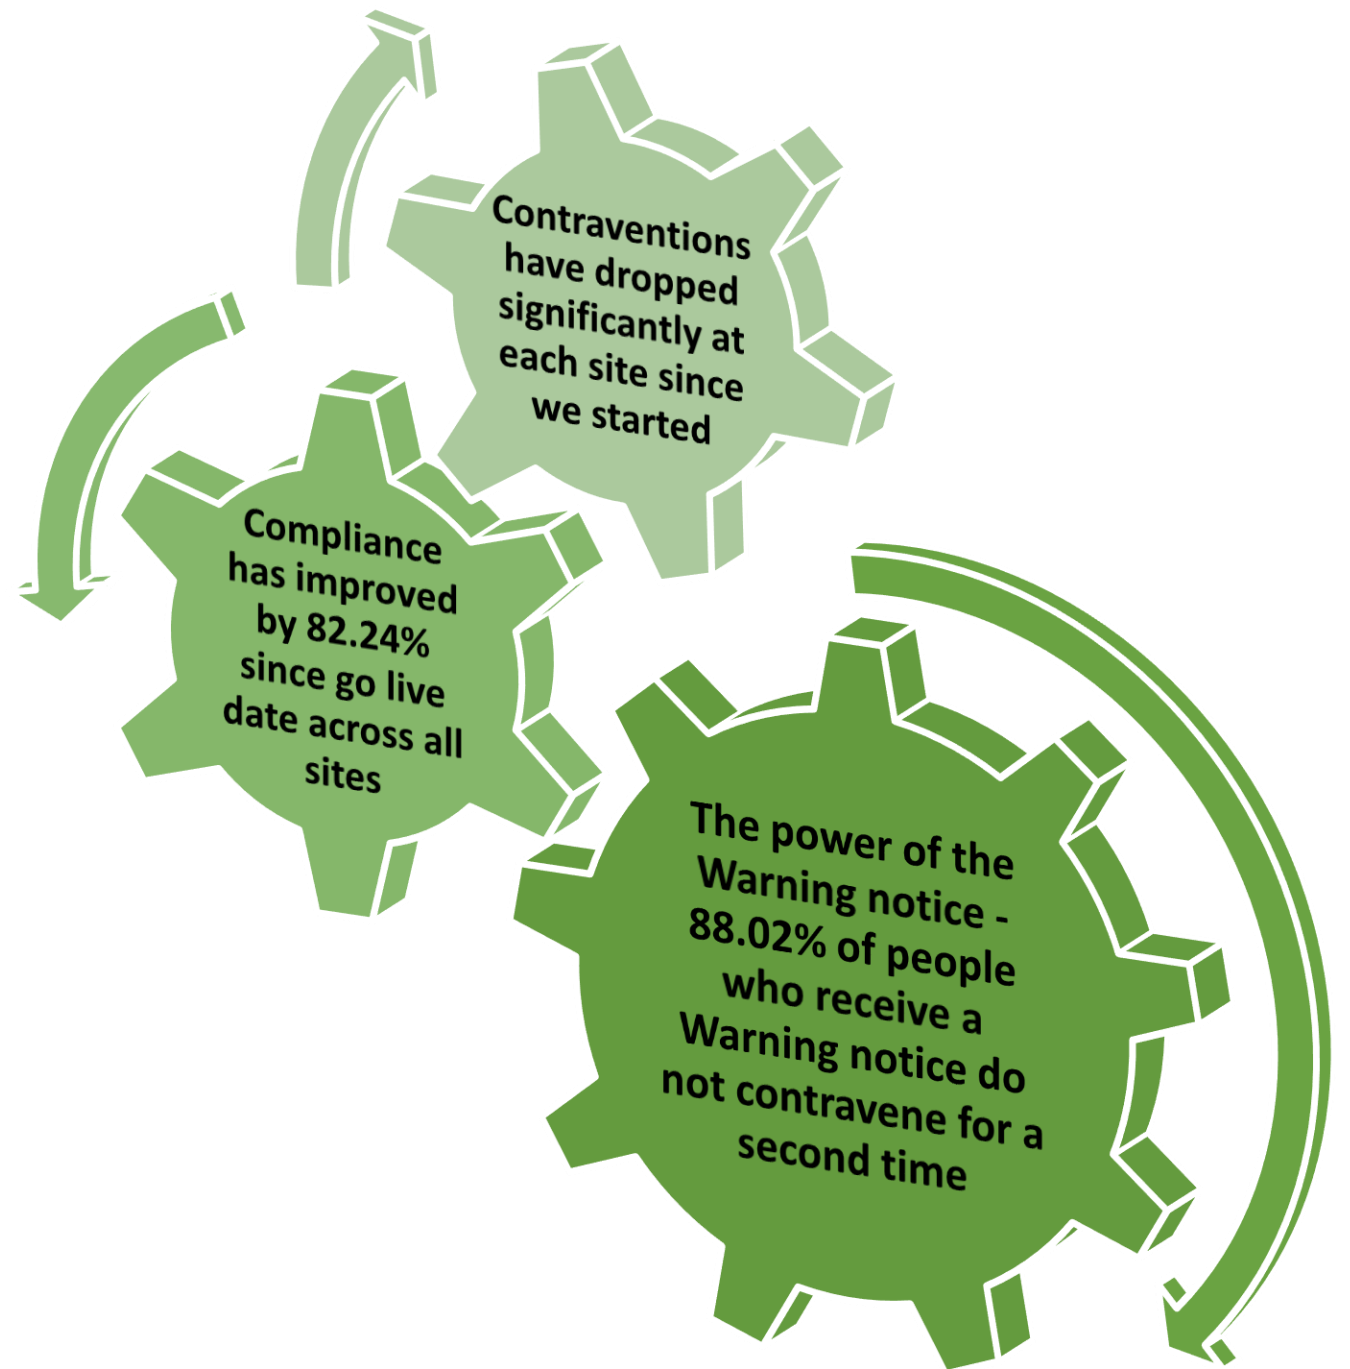 Contraventions
have dropped
significantly at
each site since
we started
Compliance
has improved
by 82.24%
since go live
date across all
sites
The power of the
Warning notice -
88.02% of people
who receive a
Warning notice do
not contravene for a
second time